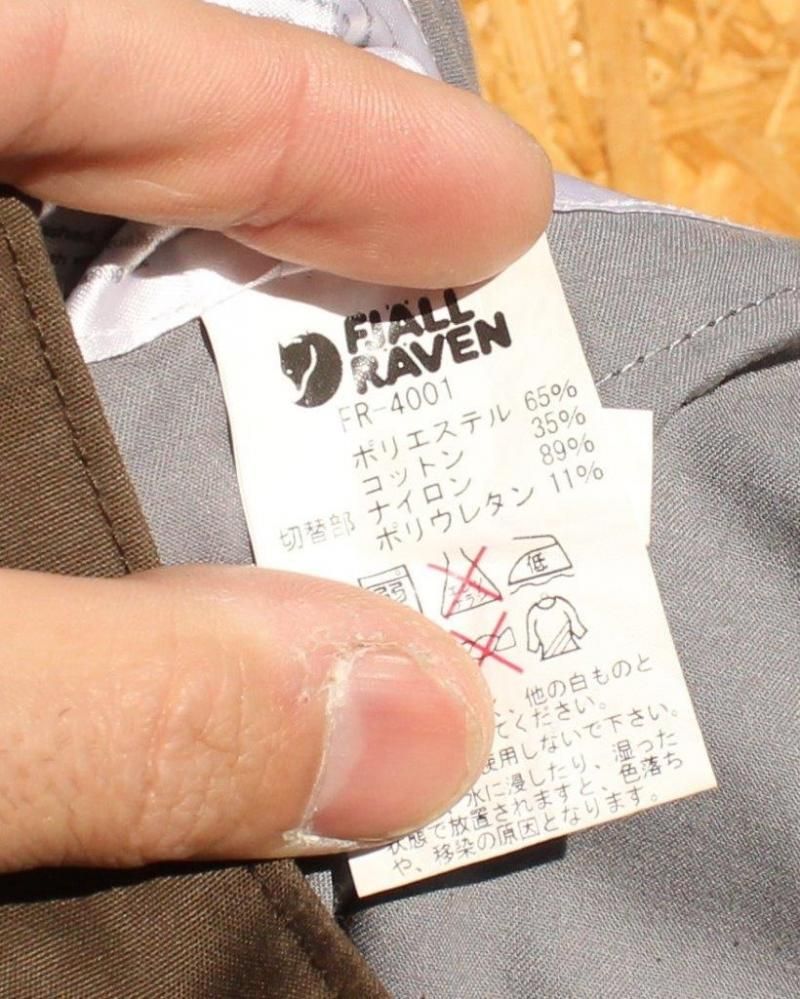 FJÄLL
RÄVEN
FR-4001
ポリエステル 65%
コットン 35%
切替部 ナイロン 89%
ポリウレタン 11%
弱
低
他の白ものと
てください。
使用しないで下さい。
水に浸したり、湿った
状態で放置されますと、色落ち
や、移染の原因となります。